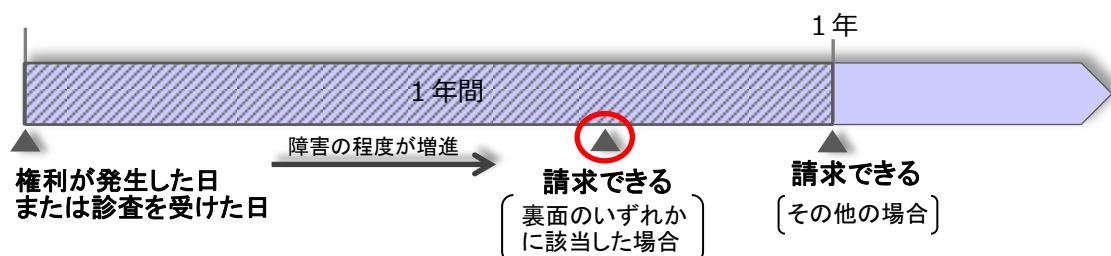 1年
1年間
障害の程度が増進
権利が発生した日
または診査を受けた日
請求できる
裏面のいずれか
に該当した場合
請求できる
その他の場合